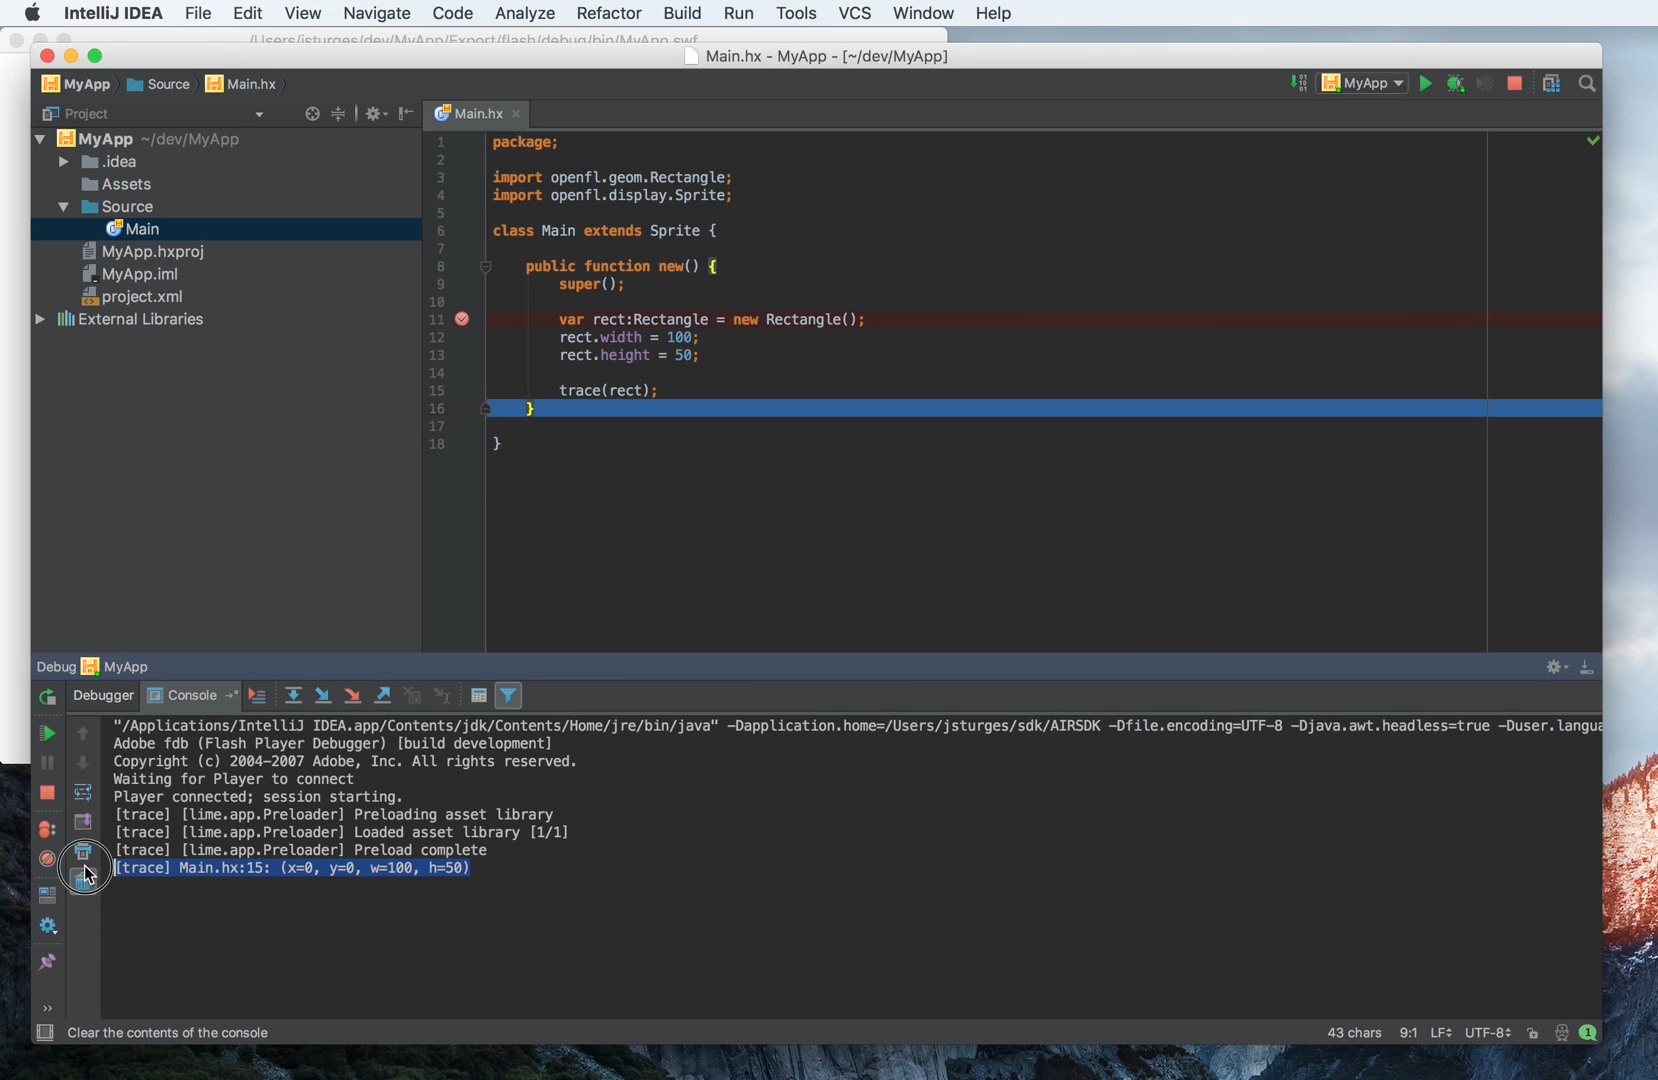 IntelliJ IDEA File Edit View Navigate Code Analyze Refactor Build Run Tools VCS Window Help
/Users/jsturges/dev/MyApp/Export/flash/debug/bin/MyApp.swf
Main.hx - MyApp - [~/dev/MyApp]
MyApp Source Main.hx MyApp
Project Main.hx
MyApp ~/dev/MyApp
.idea
Assets
Source
Main
MyApp.hxproj
MyApp.iml
project.xml
External Libraries
1 package;
2
3 import openfl.geom.Rectangle;
4 import openfl.display.Sprite;
5
6 class Main extends Sprite {
7
8 public function new() {
9 super();
10
11 var rect:Rectangle = new Rectangle();
12 rect.width = 100;
13 rect.height = 50;
14
15 trace(rect);
16 }
17
18 }
Debug MyApp
Debugger Console
"/Applications/IntelliJ IDEA.app/Contents/jdk/Contents/Home/jre/bin/java" -Dapplication.home=/Users/jsturges/sdk/AIRSDK -Dfile.encoding=UTF-8 -Djava.awt.headless=true -Duser.langua
Adobe fdb (Flash Player Debugger) [build development]
Copyright (c) 2004-2007 Adobe, Inc. All rights reserved.
Waiting for Player to connect
Player connected; session starting.
[trace] [lime.app.Preloader] Preloading asset library
[trace] [lime.app.Preloader] Loaded asset library [1/1]
[trace] [lime.app.Preloader] Preload complete
[trace] Main.hx:15: (x=0, y=0, w=100, h=50)
Clear the contents of the console 43 chars 9:1 LF UTF-8 1